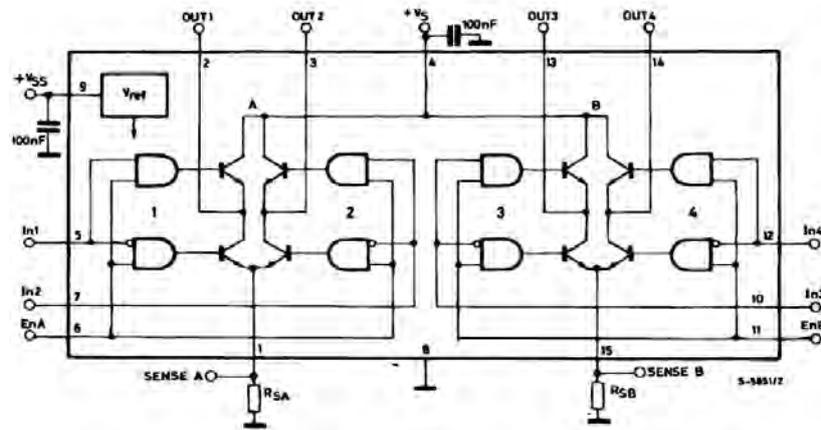 OUT1 OUT2 +VS 100nF OUT3 OUT4
2 3 4 13 14
+VSS 9 Vref A B
100nF
1 2 3 4
In1 5 12 In4
In2 7 10 In3
EnA 6 11 EnB
1 8 15
SENSE A SENSE B S-5851/2
RSA RSB